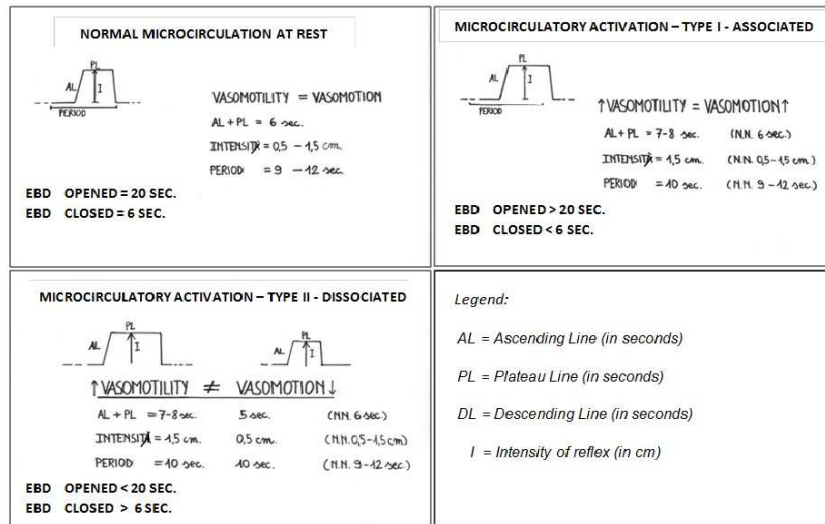 NORMAL MICROCIRCULATION AT REST
PL
AL
I
PERIOD
VASOMOTILITY = VASOMOTION
AL + PL = 6 sec.
INTENSITÀ = 0,5 – 1,5 cm.
PERIOD = 9 – 12 sec.
EBD OPENED = 20 SEC.
EBD CLOSED = 6 SEC.
MICROCIRCULATORY ACTIVATION – TYPE I - ASSOCIATED
PL
AL
I
PERIOD
↑VASOMOTILITY = VASOMOTION↑
AL + PL = 7-8 sec. (N.N. 6 sec.)
INTENSITÀ = 1,5 cm. (N.N. 0,5-1,5 cm)
PERIOD = 10 sec. (N.N. 9 - 12 sec.)
EBD OPENED > 20 SEC.
EBD CLOSED < 6 SEC.
MICROCIRCULATORY ACTIVATION – TYPE II - DISSOCIATED
PL
AL
I
PL
AL
I
↑VASOMOTILITY ≠ VASOMOTION↓
AL + PL = 7-8 sec. 5 sec. (NN. 6 sec.)
INTENSITÀ = 1,5 cm. 0,5 cm. (N.N. 0,5-1,5 cm)
PERIOD = 10 sec. 10 sec. (N.N. 9 - 12 sec.)
EBD OPENED < 20 SEC.
EBD CLOSED > 6 SEC.
Legend:
AL = Ascending Line (in seconds)
PL = Plateau Line (in seconds)
DL = Descending Line (in seconds)
I = Intensity of reflex (in cm)